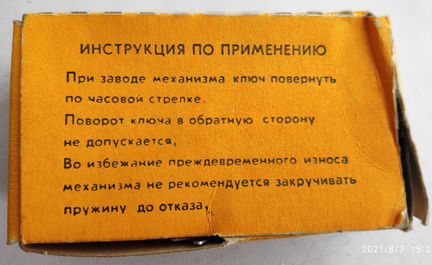 ИНСТРУКЦИЯ ПО ПРИМЕНЕНИЮ
При заводе механизма ключ повернуть
по часовой стрелке.
Поворот ключа в обратную сторону
не допускается.
Во избежание преждевременного износа
механизма не рекомендуется закручивать
пружину до отказа.
2021/8/7 15:2